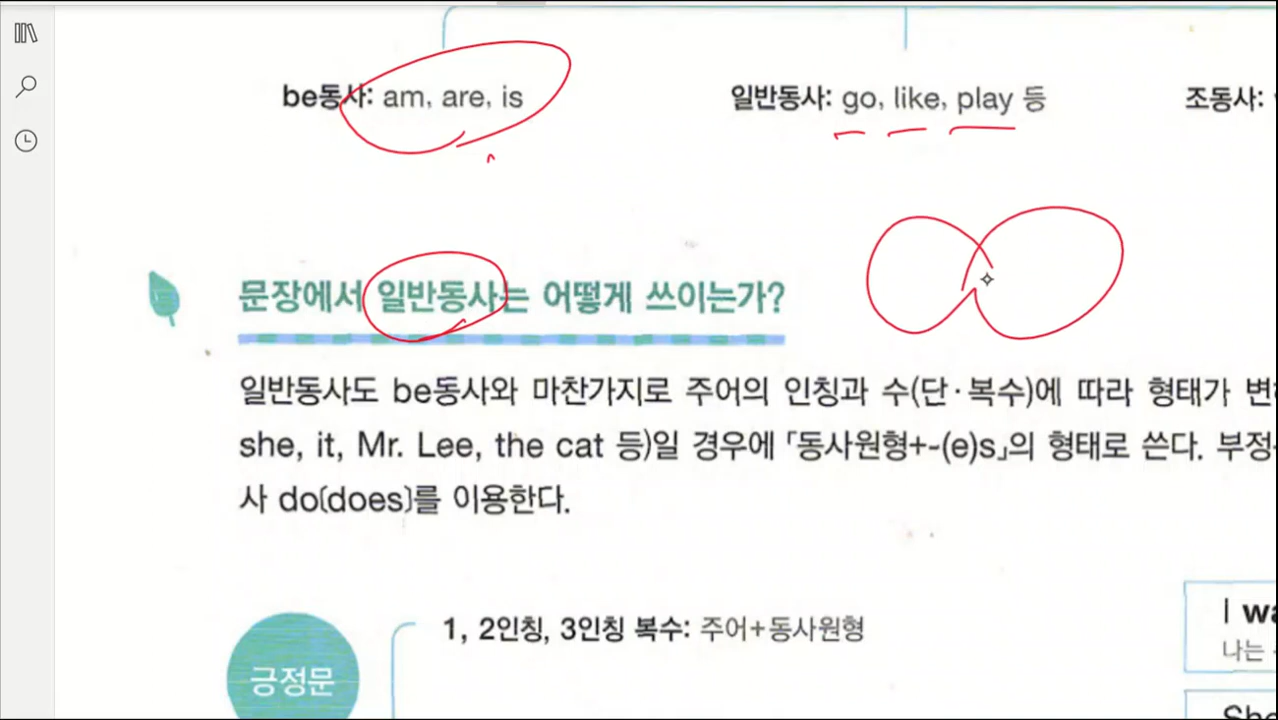 be동사: am, are, is
일반동사: go, like, play 등
조동사:
문장에서 일반동사는 어떻게 쓰이는가?
일반동사도 be동사와 마찬가지로 주어의 인칭과 수(단·복수)에 따라 형태가
she, it, Mr. Lee, the cat 등)일 경우에 「동사원형+-(e)s」의 형태로 쓴다.
사 do(does)를 이용한다.
1, 2인칭, 3인칭 복수: 주어+동사원형
긍정문
I
나는
She